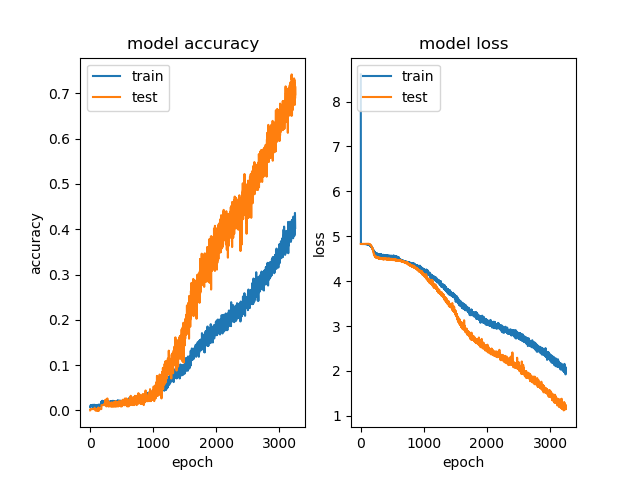 model accuracy
train
test
0.7
0.6
0.5
0.4
0.3
0.2
0.1
0.0
accuracy
0 1000 2000 3000
epoch
model loss
train
test
8
7
6
5
4
3
2
1
loss
0 1000 2000 3000
epoch